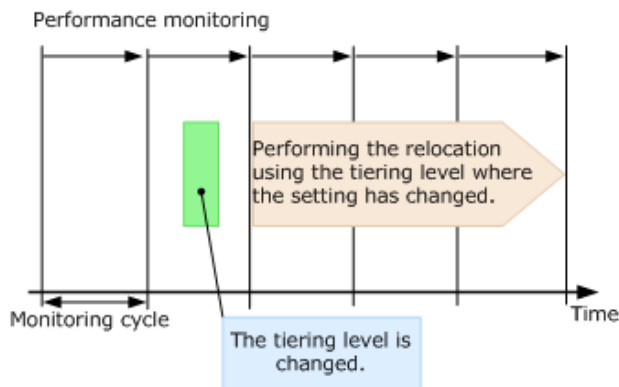 Performance monitoring
Performing the relocation
using the tiering level where
the setting has changed.
Monitoring cycle
Time
The tiering level is
changed.